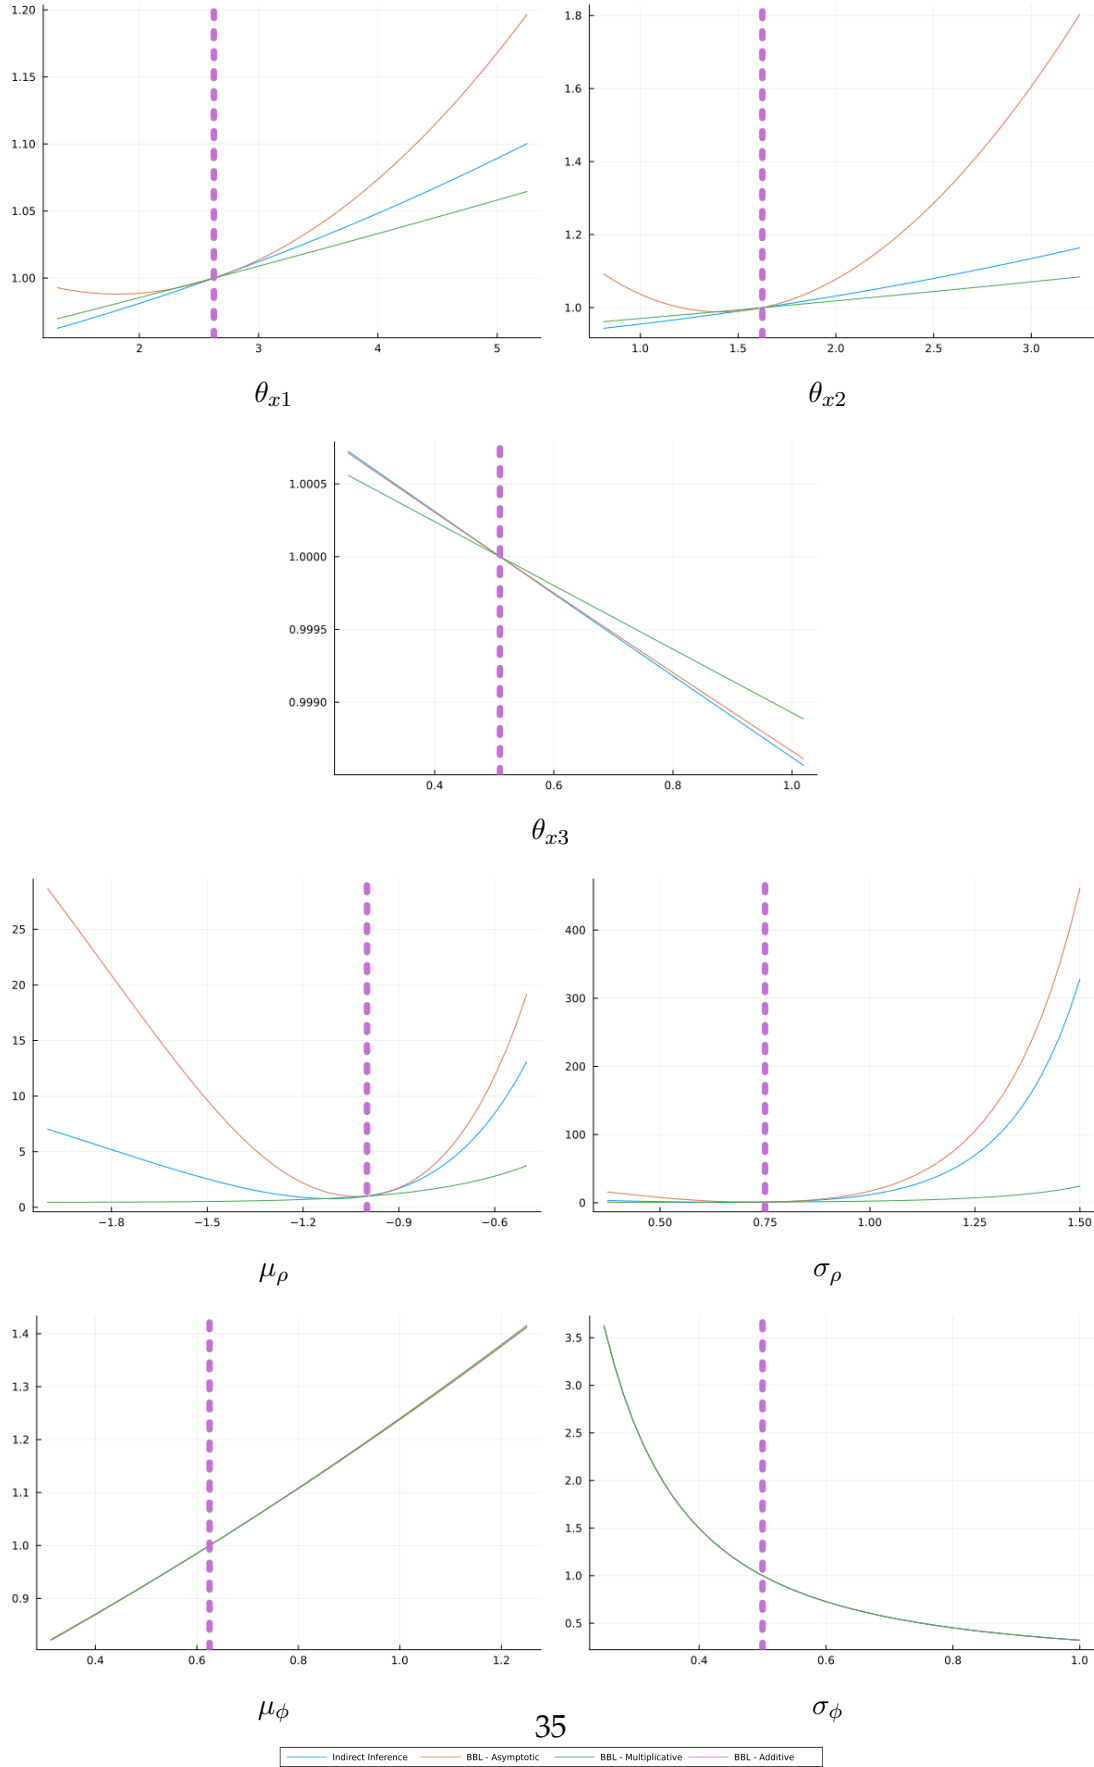 1.20
1.15
1.10
1.05
1.00
2 3 4 5
θx1
1.8
1.6
1.4
1.2
1.0
1.0 1.5 2.0 2.5 3.0
θx2
1.0005
1.0000
0.9995
0.9990
0.4 0.6 0.8 1.0
θx3
25
20
15
10
5
0
−1.8 −1.5 −1.2 −0.9 −0.6
μρ
400
300
200
100
0
0.50 0.75 1.00 1.25 1.50
σρ
1.4
1.3
1.2
1.1
1.0
0.9
0.4 0.6 0.8 1.0 1.2
μϕ
3.5
3.0
2.5
2.0
1.5
1.0
0.5
0.4 0.6 0.8 1.0
σϕ
35
Indirect Inference BBL - Asymptotic BBL - Multiplicative BBL - Additive